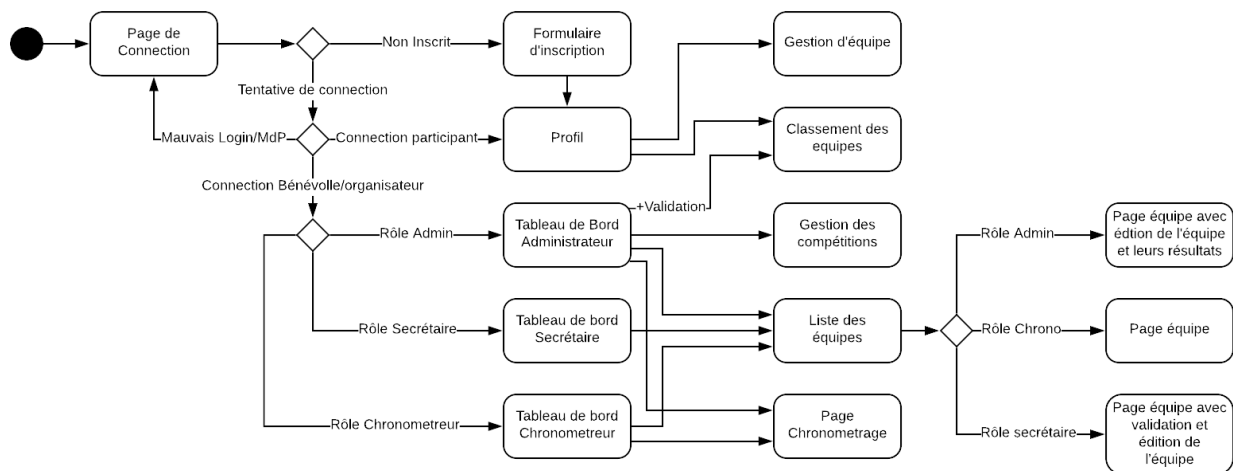 Page de
Connection
Non Inscrit
Formulaire
d'inscription
Gestion d'équipe
Tentative de connection
Mauvais Login/MdP
Connection participant
Profil
Classement des
equipes
Connection Bénévolle/organisateur
+Validation
Rôle Admin
Tableau de Bord
Administrateur
Gestion des
compétitions
Rôle Admin
Page équipe avec
édtion de l'équipe
et leurs résultats
Rôle Secrétaire
Tableau de bord
Secrétaire
Liste des
équipes
Rôle Chrono
Page équipe
Rôle Chronometreur
Tableau de bord
Chronometreur
Page
Chronometrage
Rôle secrétaire
Page équipe avec
validation et
édition de
l'équipe